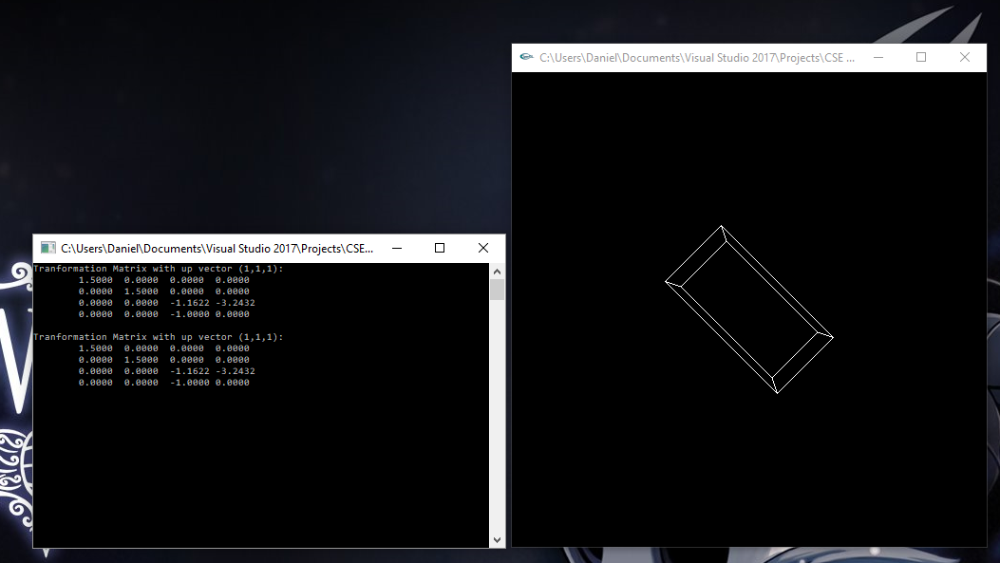 C:\Users\Daniel\Documents\Visual Studio 2017\Projects\CSE ...
C:\Users\Daniel\Documents\Visual Studio 2017\Projects\CSE...
Tranformation Matrix with up vector (1,1,1):
1.5000 0.0000 0.0000 0.0000
0.0000 1.5000 0.0000 0.0000
0.0000 0.0000 -1.1622 -3.2432
0.0000 0.0000 -1.0000 0.0000
Tranformation Matrix with up vector (1,1,1):
1.5000 0.0000 0.0000 0.0000
0.0000 1.5000 0.0000 0.0000
0.0000 0.0000 -1.1622 -3.2432
0.0000 0.0000 -1.0000 0.0000